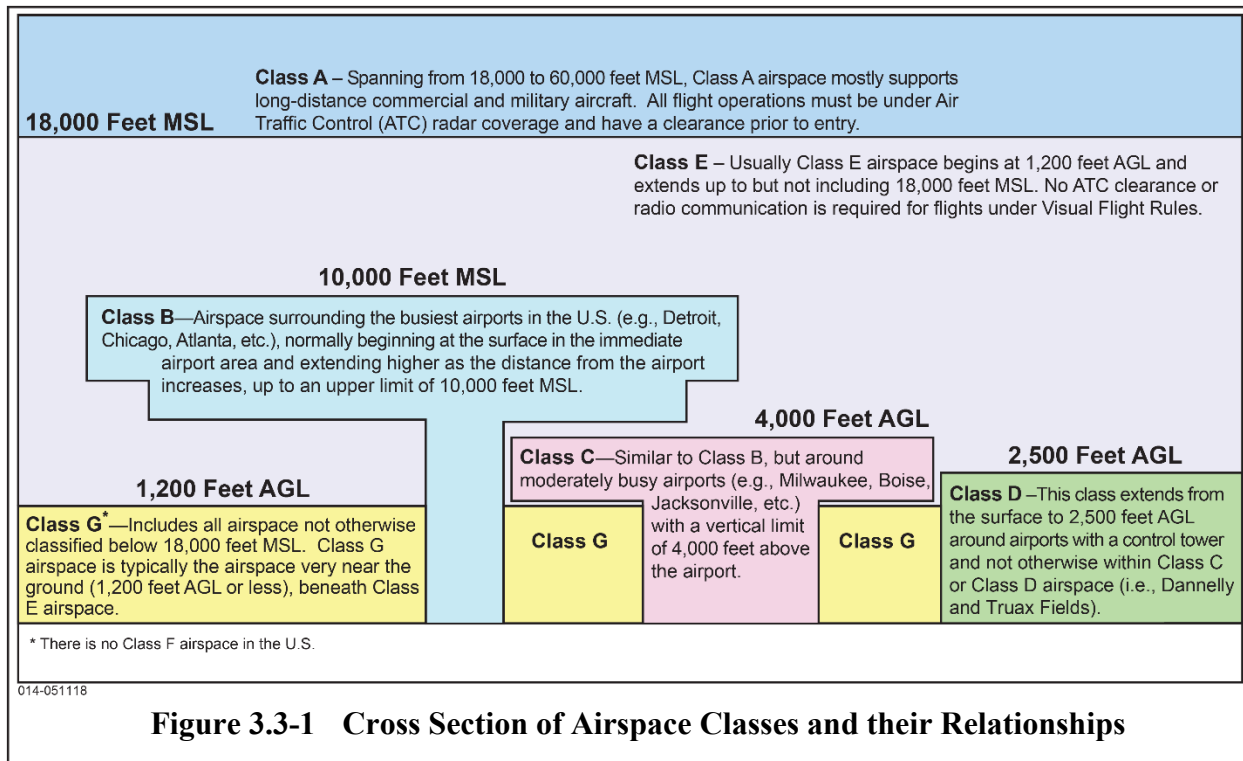 Class A – Spanning from 18,000 to 60,000 feet MSL, Class A airspace mostly supports
long-distance commercial and military aircraft.  All flight operations must be under Air
Traffic Control (ATC) radar coverage and have a clearance prior to entry.
18,000 Feet MSL
Class E – Usually Class E airspace begins at 1,200 feet AGL and
extends up to but not including 18,000 feet MSL. No ATC clearance or
radio communication is required for flights under Visual Flight Rules.
10,000 Feet MSL
Class B—Airspace surrounding the busiest airports in the U.S. (e.g., Detroit,
Chicago, Atlanta, etc.), normally beginning at the surface in the immediate
airport area and extending higher as the distance from the airport
increases, up to an upper limit of 10,000 feet MSL.
4,000 Feet AGL
Class C—Similar to Class B, but around
moderately busy airports (e.g., Milwaukee, Boise,
Jacksonville, etc.)
with a vertical limit
of 4,000 feet above
the airport.
2,500 Feet AGL
Class D –This class extends from
the surface to 2,500 feet AGL
around airports with a control tower
and not otherwise within Class C
or Class D airspace (i.e., Dannelly
and Truax Fields).
1,200 Feet AGL
Class G*—Includes all airspace not otherwise
classified below 18,000 feet MSL.  Class G
airspace is typically the airspace very near the
ground (1,200 feet AGL or less), beneath Class
E airspace.
Class G
Class G
* There is no Class F airspace in the U.S.
014-051118
Figure 3.3-1   Cross Section of Airspace Classes and their Relationships